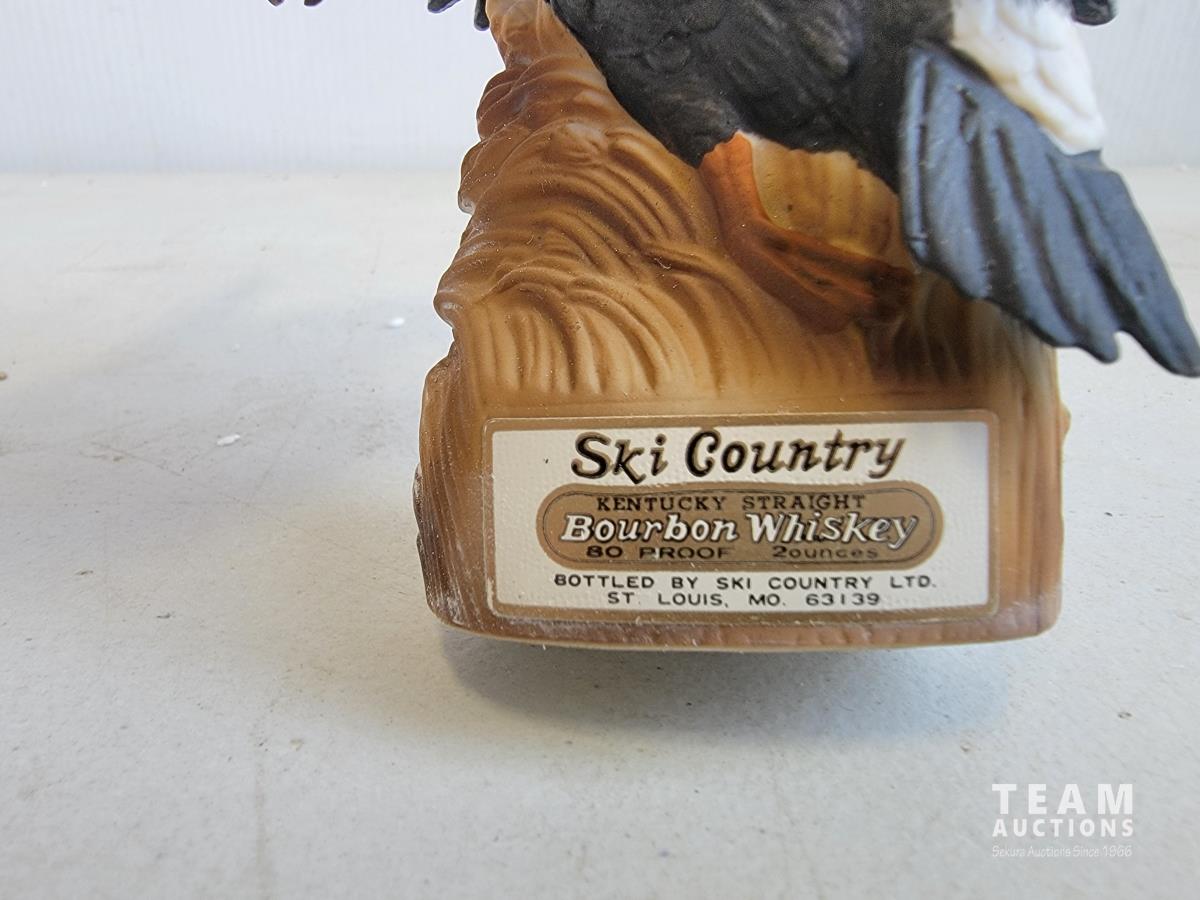 Ski Country
KENTUCKY STRAIGHT
Bourbon Whiskey
80 PROOF 2ounces
BOTTLED BY SKI COUNTRY LTD.
ST. LOUIS, MO. 63139
TEAM
AUCTIONS
Sekura Auctions Since 1966